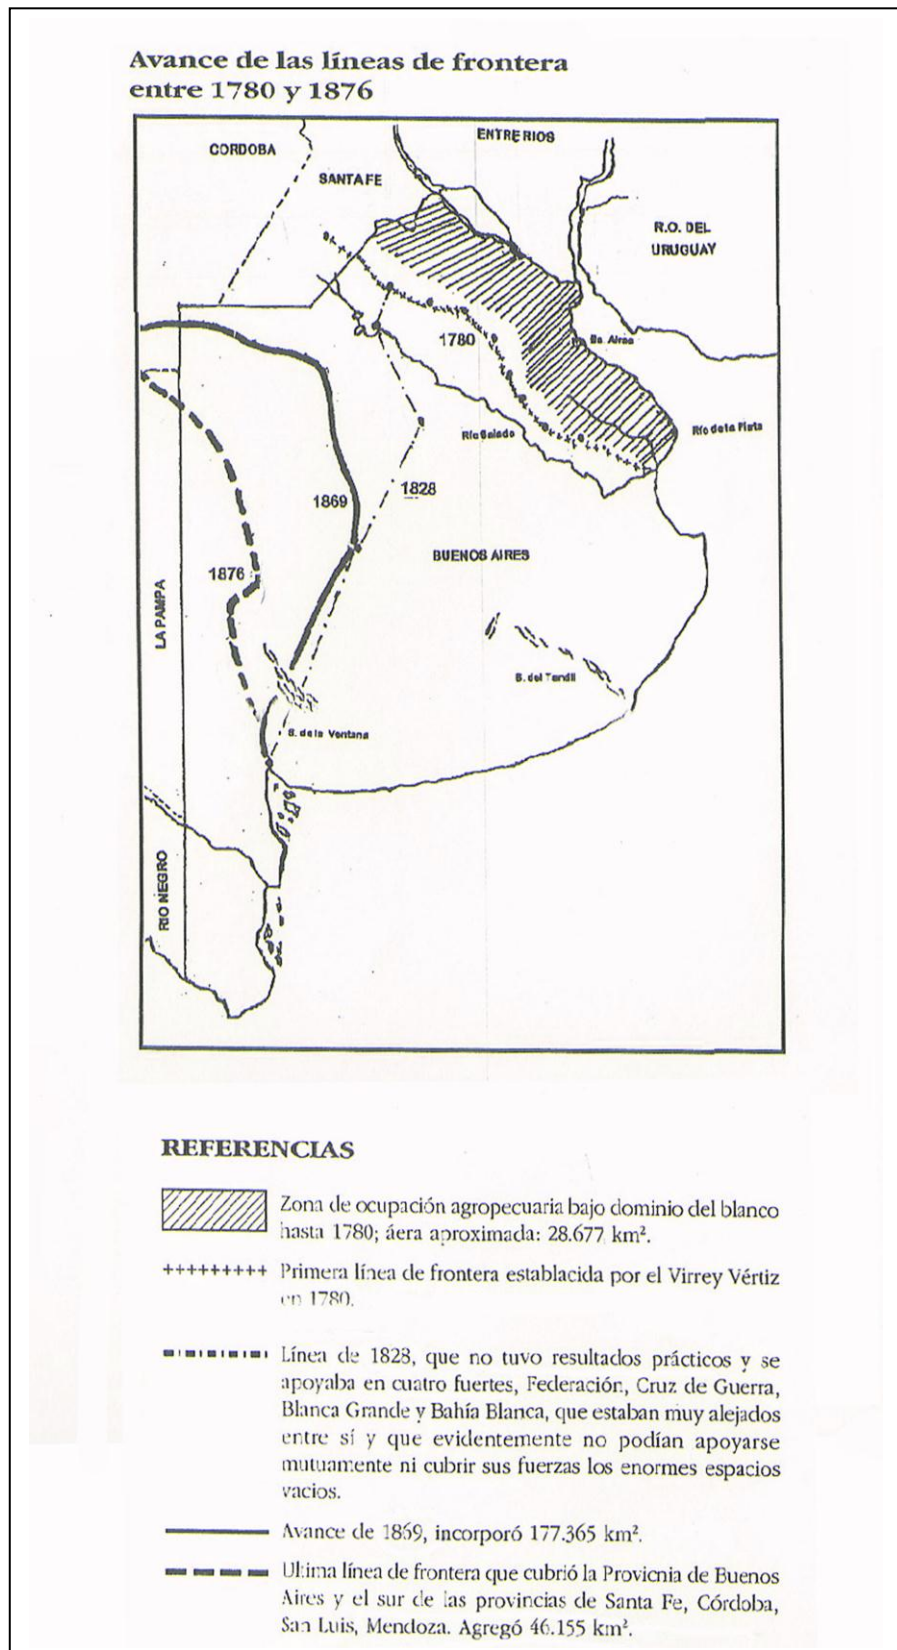 Avance de las líneas de frontera
entre 1780 y 1876
ENTRE RIOS
CORDOBA
SANTA FE
R.O. DEL
URUGUAY
1780
Bs. Aires
Río Salado
Río de la Plata
1828
1869
BUENOS AIRES
1876
LA PAMPA
S. del Tandil
S. de la Ventana
RIO NEGRO
REFERENCIAS
Zona de ocupación agropecuaria bajo dominio del blanco
hasta 1780; áera aproximada: 28.677 km².
Primera línea de frontera establacida por el Virrey Vértiz
en 1780.
Línea de 1828, que no tuvo resultados prácticos y se
apoyaba en cuatro fuertes, Federación, Cruz de Guerra,
Blanca Grande y Bahía Blanca, que estaban muy alejados
entre sí y que evidentemente no podían apoyarse
mutuamente ni cubrir sus fuerzas los enormes espacios
vacios.
Avance de 1869, incorporó 177.365 km².
Ultima línea de frontera que cubrió la Provicnia de Buenos
Aires y el sur de las provincias de Santa Fe, Córdoba,
San Luis, Mendoza. Agregó 46.155 km².